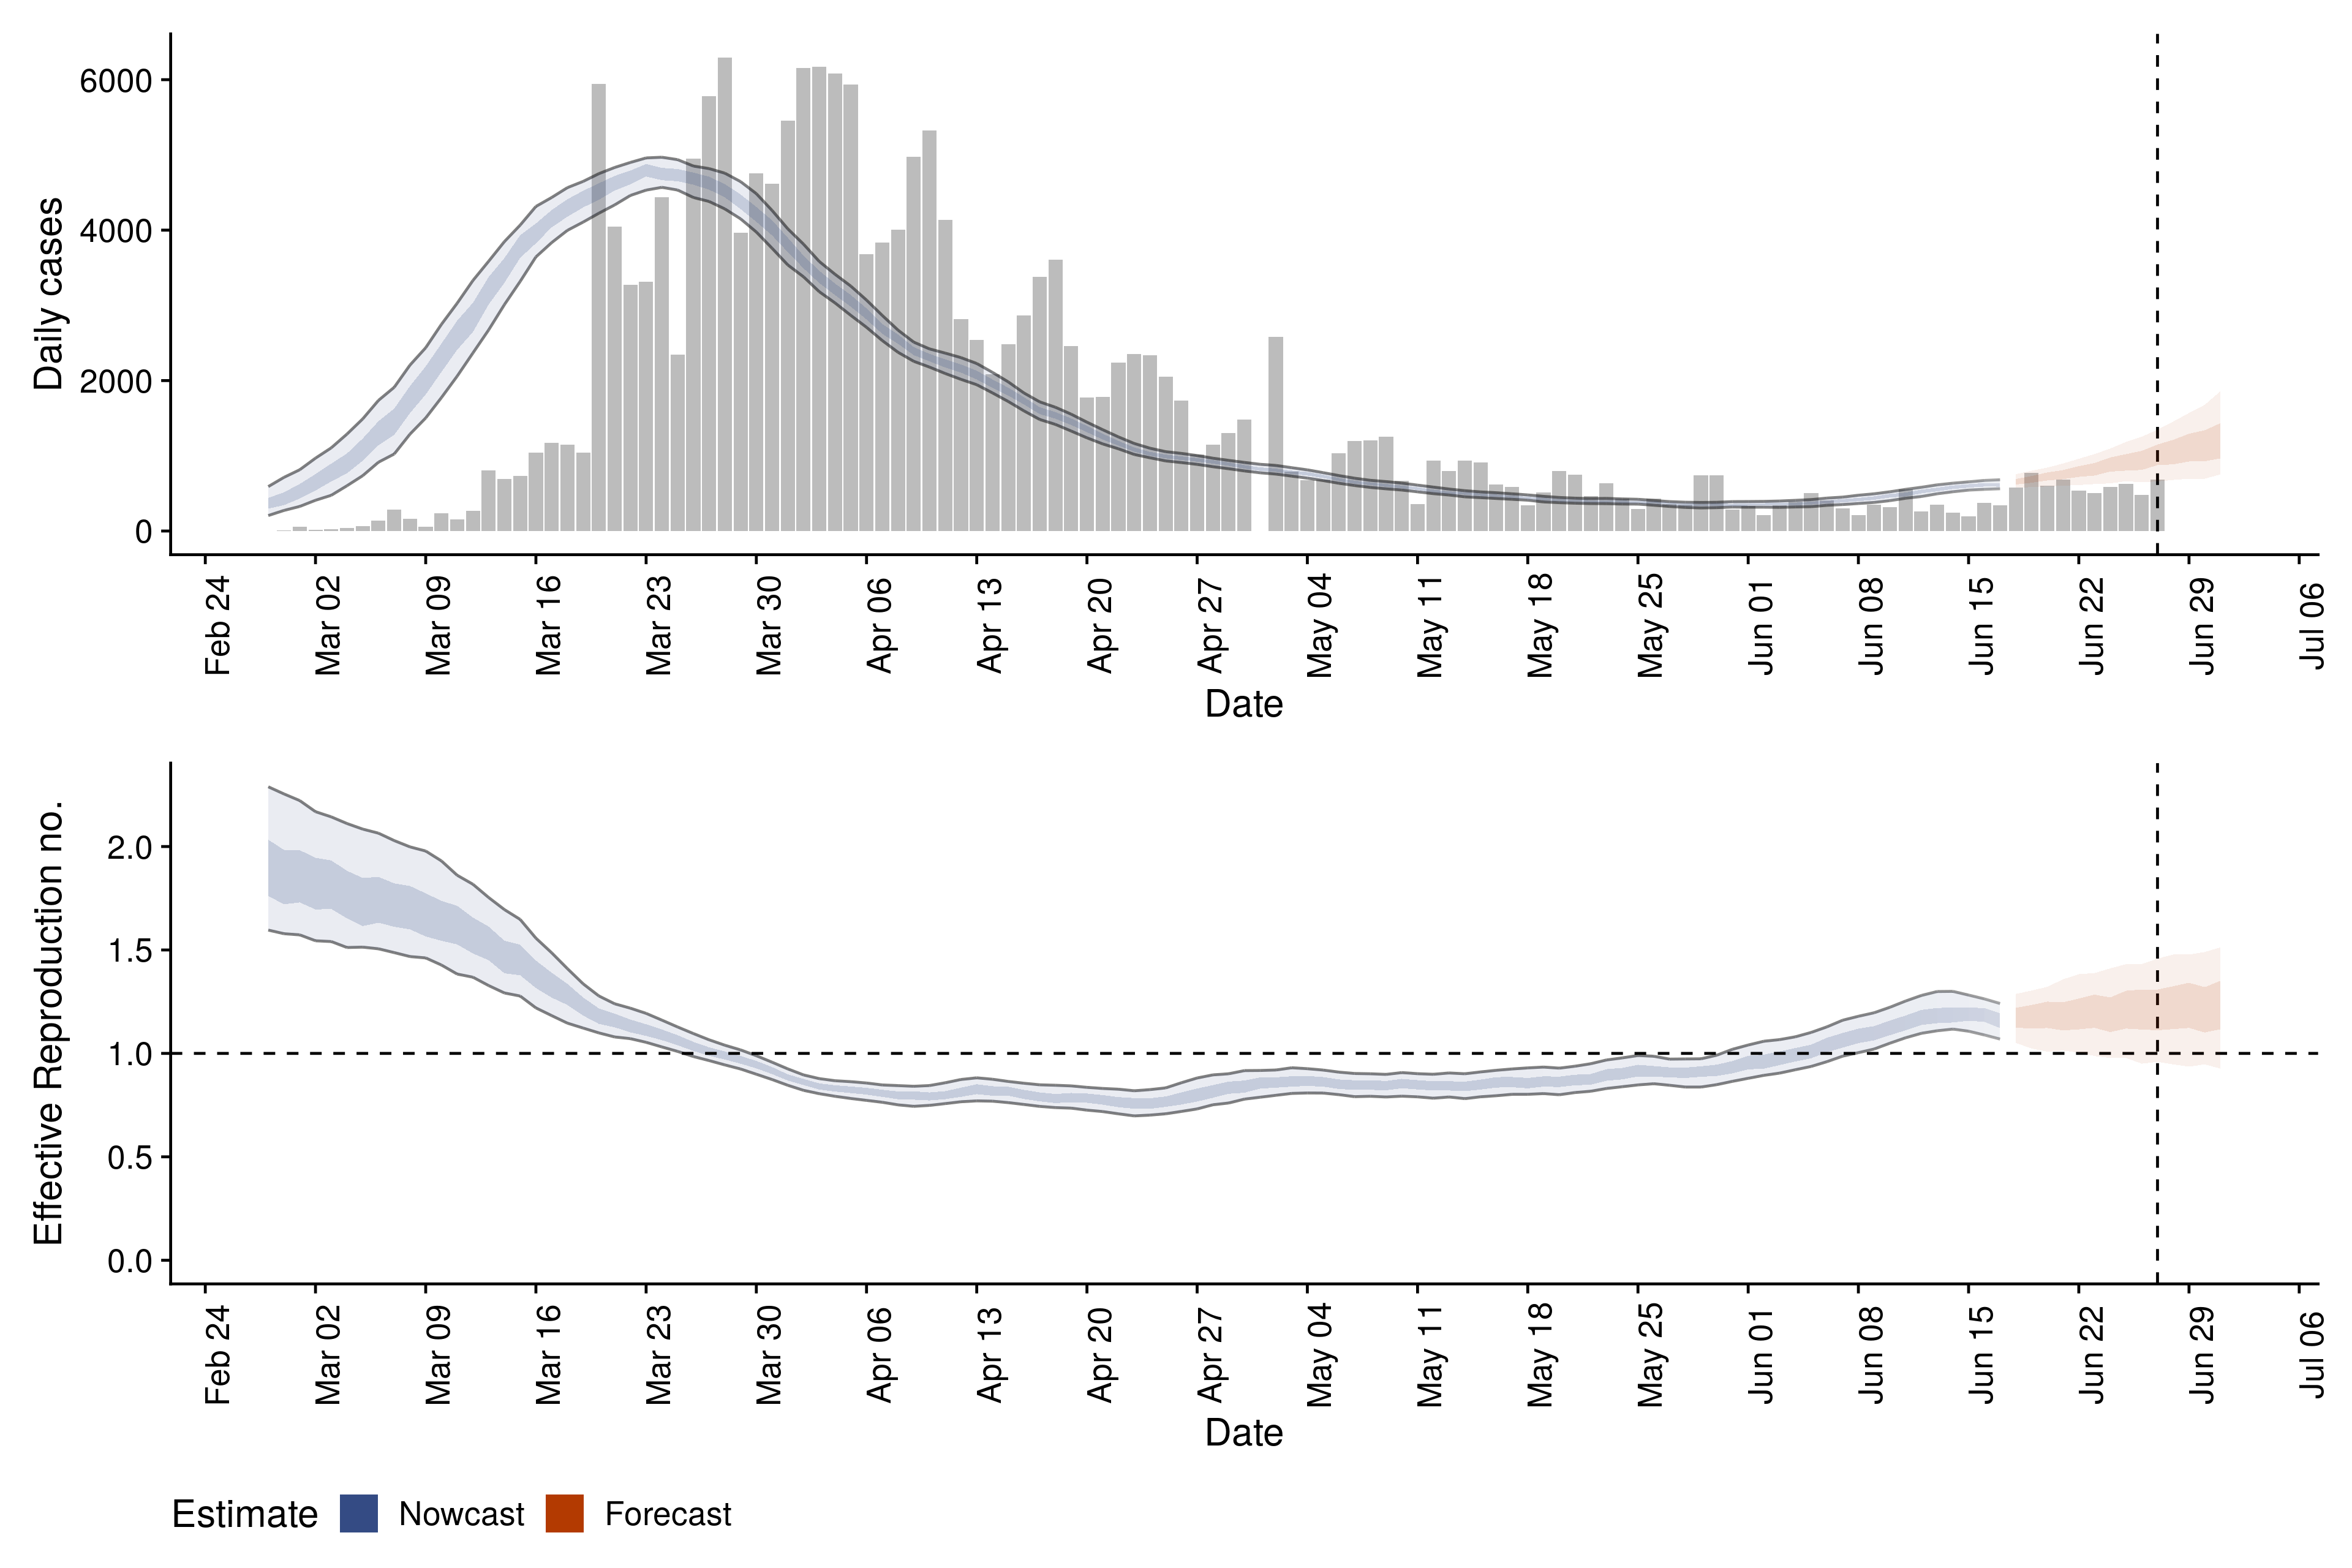 Daily cases
6000
4000
2000
0
Feb 24
Mar 02
Mar 09
Mar 16
Mar 23
Mar 30
Apr 06
Apr 13
Apr 20
Apr 27
May 04
May 11
May 18
May 25
Jun 01
Jun 08
Jun 15
Jun 22
Jun 29
Jul 06
Date
Effective Reproduction no.
2.0
1.5
1.0
0.5
0.0
Feb 24
Mar 02
Mar 09
Mar 16
Mar 23
Mar 30
Apr 06
Apr 13
Apr 20
Apr 27
May 04
May 11
May 18
May 25
Jun 01
Jun 08
Jun 15
Jun 22
Jun 29
Jul 06
Date
Estimate Nowcast Forecast